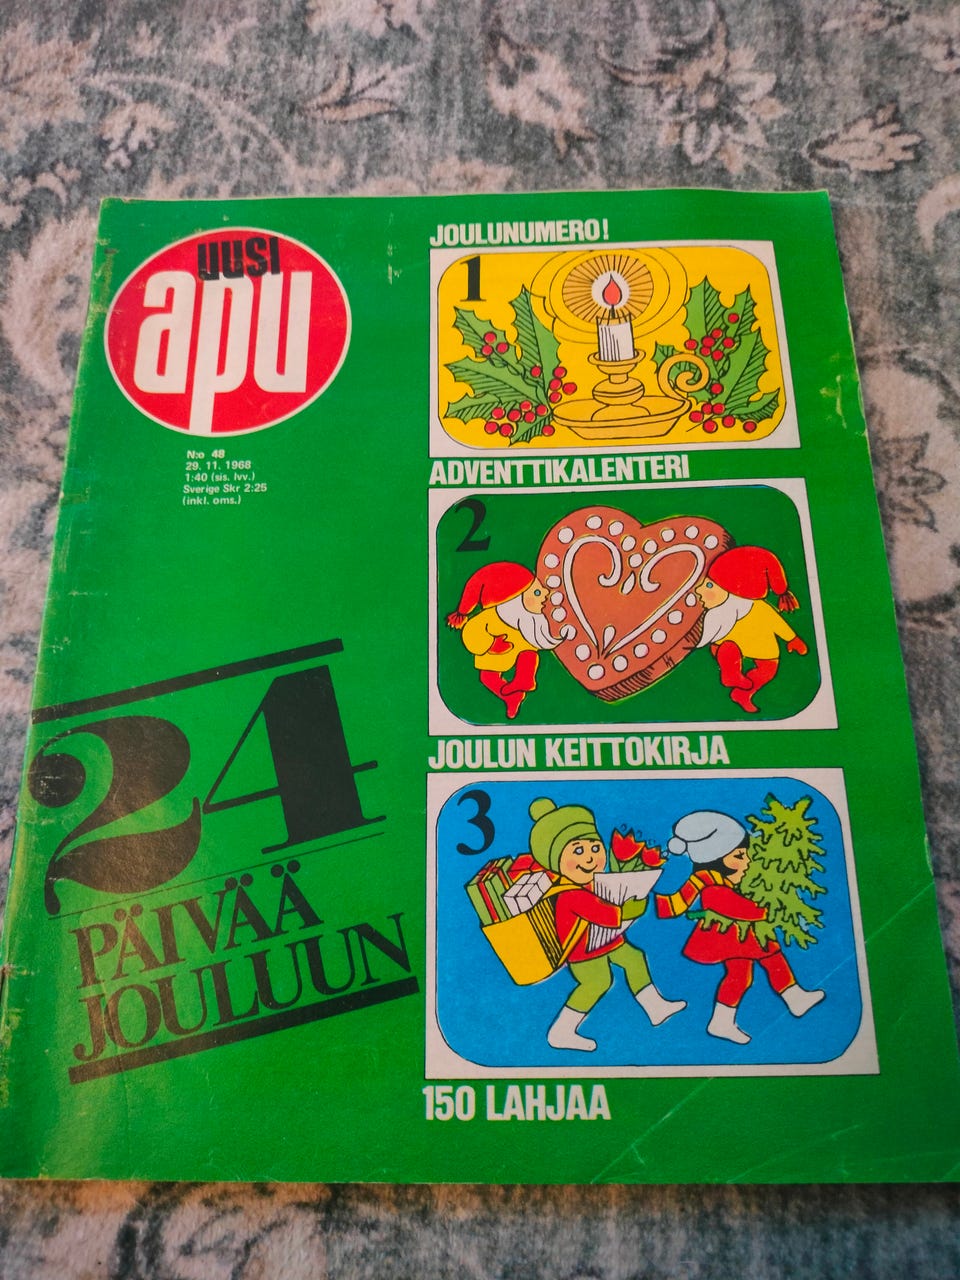 uusi
apu
N:o 48
29. 11. 1968
1:40 (sis. lvv.)
Sverige Skr 2:25
(inkl. oms.)
24
PÄIVÄÄ
JOULUUN
JOULUNUMERO!
1
ADVENTTIKALENTERI
2
JOULUN KEITTOKIRJA
3
150 LAHJAA